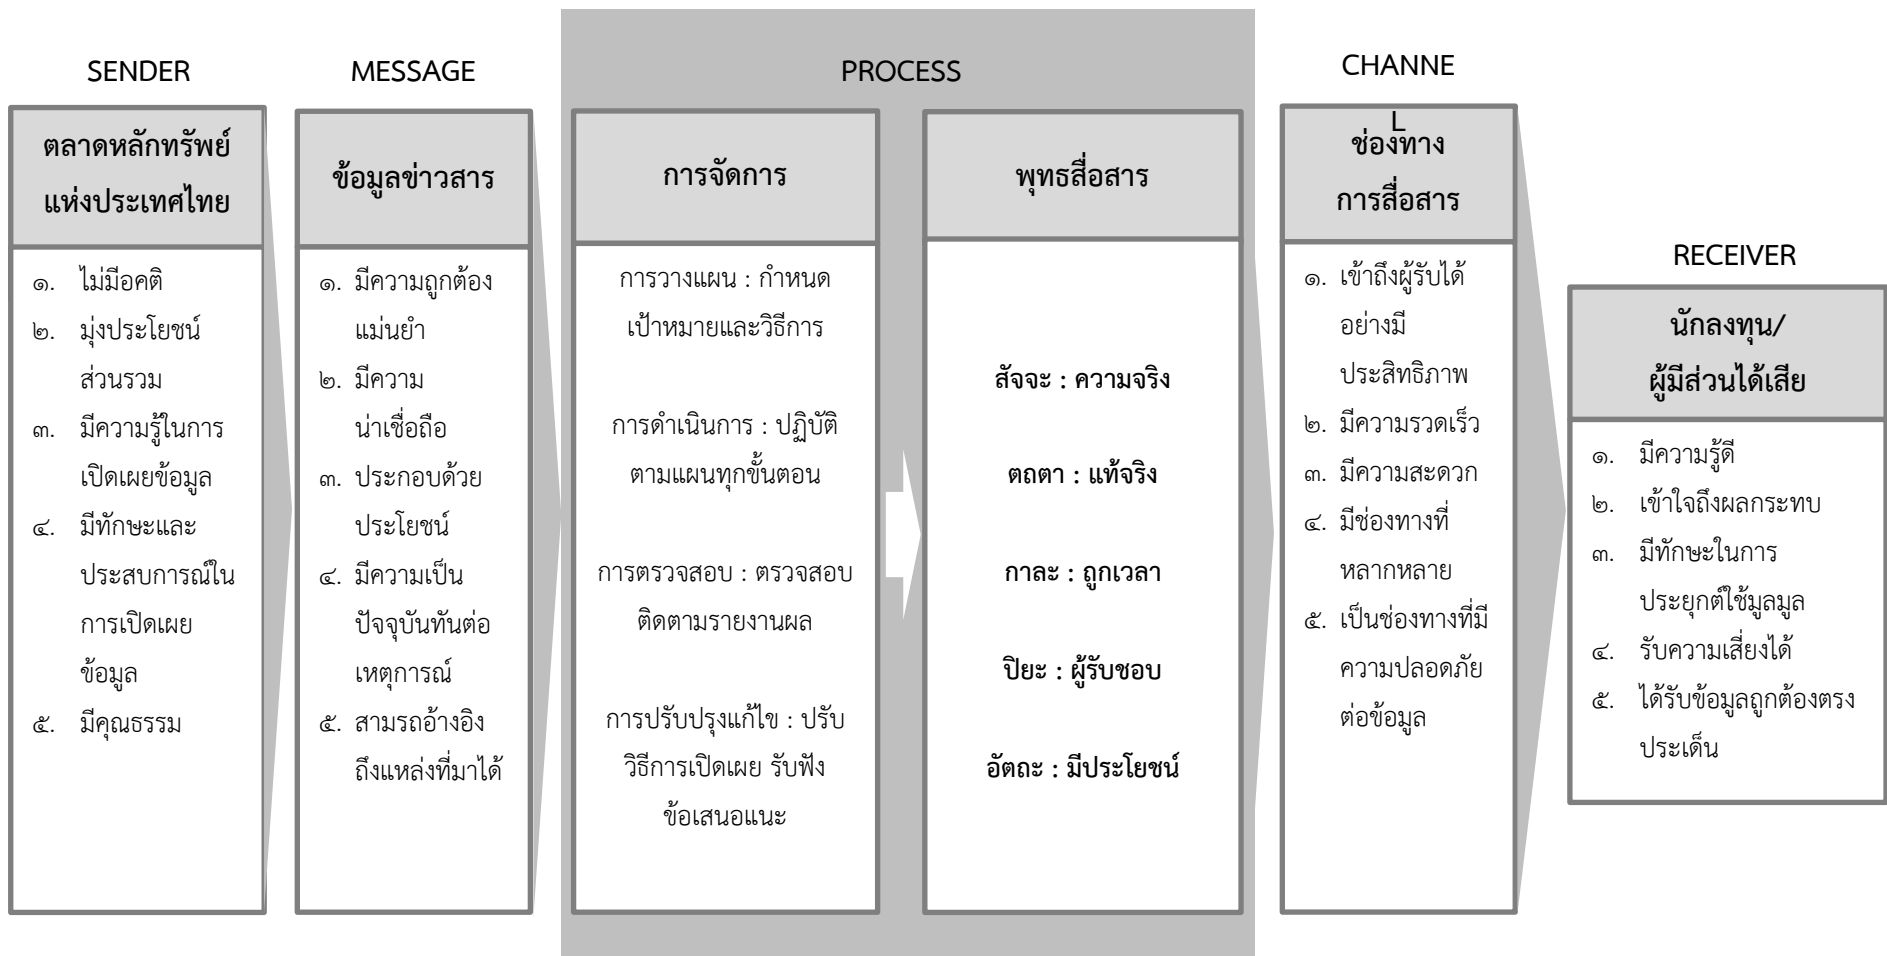 SENDER
ตลาดหลักทรัพย์
แห่งประเทศไทย
๑. ไม่มีอคติ
๒. มุ่งประโยชน์
ส่วนรวม
๓. มีความรู้ในการ
เปิดเผยข้อมูล
๔. มีทักษะและ
ประสบการณ์ใน
การเปิดเผย
ข้อมูล
๕. มีคุณธรรม
MESSAGE
ข้อมูลข่าวสาร
๑. มีความถูกต้อง
แม่นยำ
๒. มีความ
น่าเชื่อถือ
๓. ประกอบด้วย
ประโยชน์
๔. มีความเป็น
ปัจจุบันทันต่อ
เหตุการณ์
๕. สามรถอ้างอิง
ถึงแหล่งที่มาได้
PROCESS
การจัดการ
การวางแผน : กำหนด
เป้าหมายและวิธีการ
การดำเนินการ : ปฏิบัติ
ตามแผนทุกขั้นตอน
การตรวจสอบ : ตรวจสอบ
ติดตามรายงานผล
การปรับปรุงแก้ไข : ปรับ
วิธีการเปิดเผย รับฟัง
ข้อเสนอแนะ
พุทธสื่อสาร
สัจจะ : ความจริง
ตถตา : แท้จริง
กาละ : ถูกเวลา
ปิยะ : ผู้รับชอบ
อัตถะ : มีประโยชน์
CHANNE
L
ช่องทาง
การสื่อสาร
๑. เข้าถึงผู้รับได้
อย่างมี
ประสิทธิภาพ
๒. มีความรวดเร็ว
๓. มีความสะดวก
๔. มีช่องทางที่
หลากหลาย
๕. เป็นช่องทางที่มี
ความปลอดภัย
ต่อข้อมูล
RECEIVER
นักลงทุน/
ผู้มีส่วนได้เสีย
๑. มีความรู้ดี
๒. เข้าใจถึงผลกระทบ
๓. มีทักษะในการ
ประยุกต์ใช้มูลมูล
๔. รับความเสี่ยงได้
๕. ได้รับข้อมูลถูกต้องตรง
ประเด็น